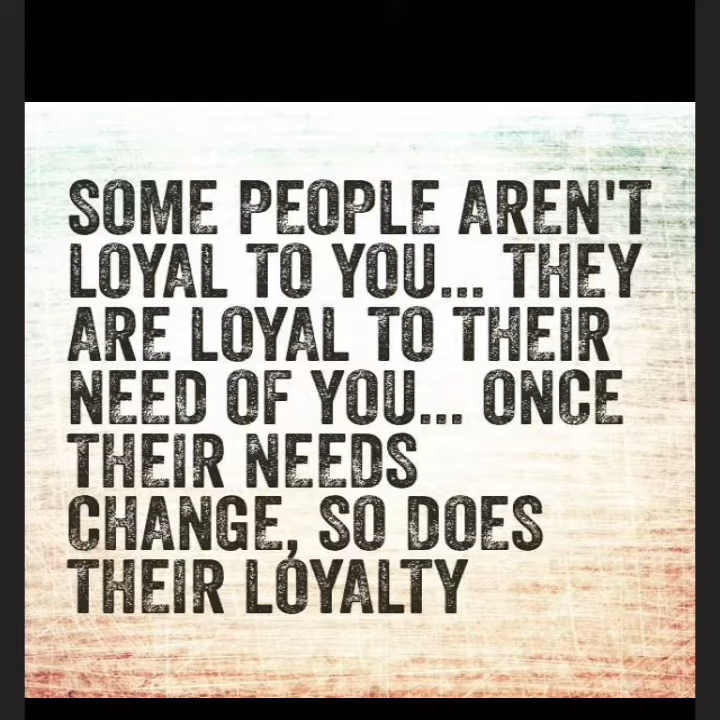 SOME PEOPLE AREN'T
LOYAL TO YOU... THEY
ARE LOYAL TO THEIR
NEED OF YOU... ONCE
THEIR NEEDS
CHANGE, SO DOES
THEIR LOYALTY